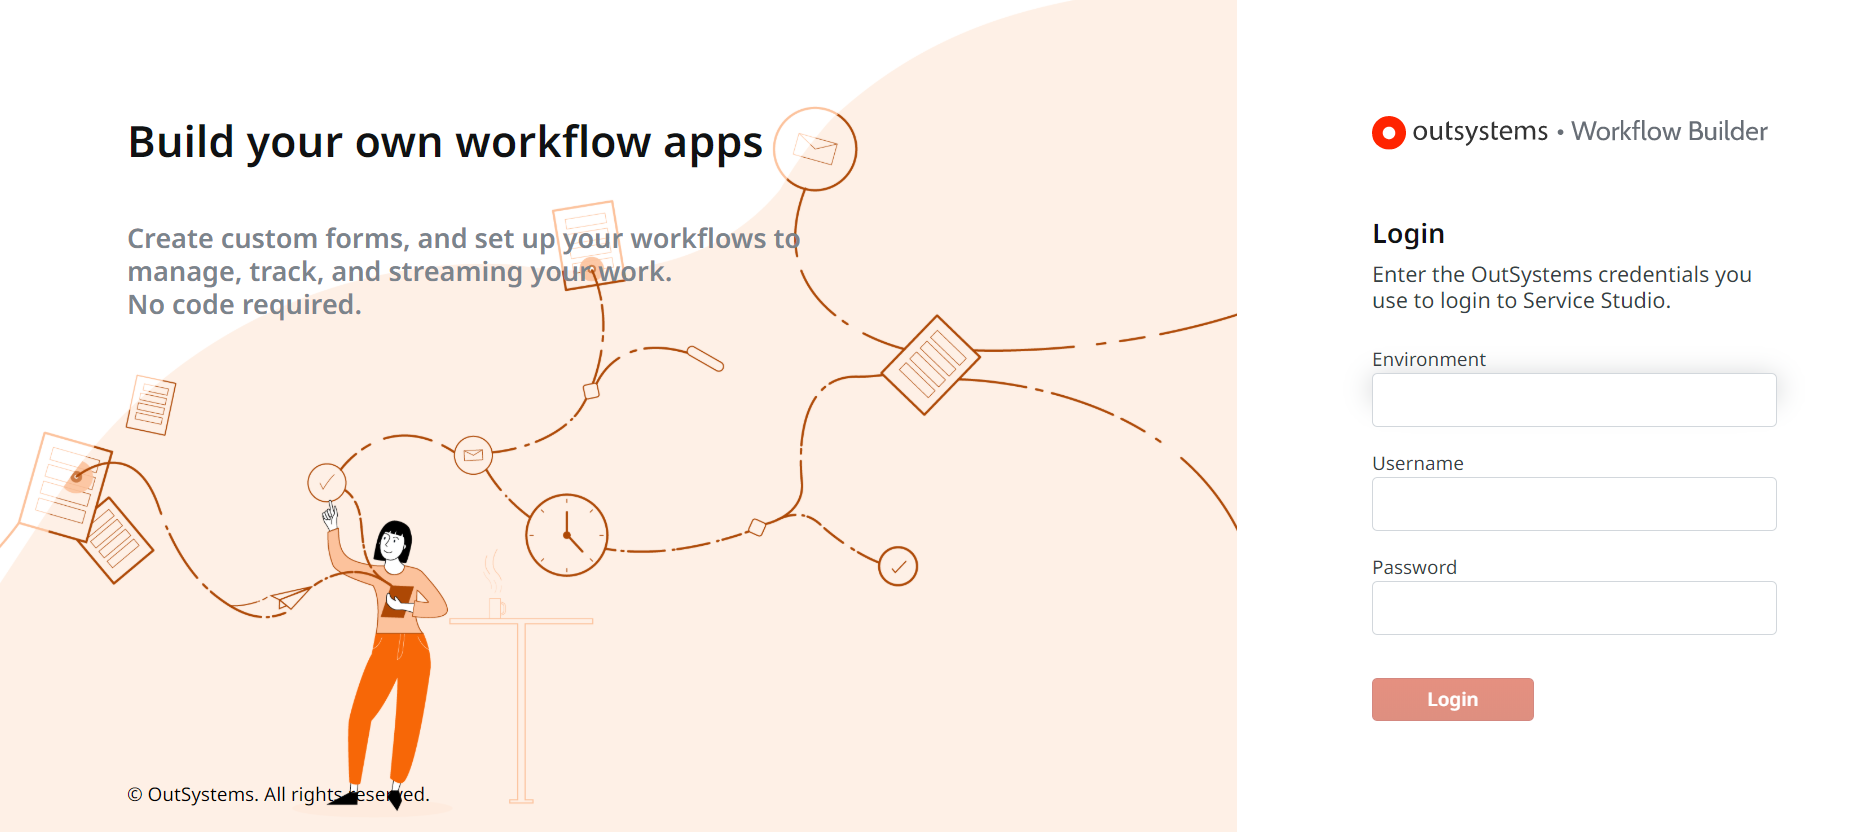 Build your own workflow apps
Create custom forms, and set up your workflows to
manage, track, and streaming your work.
No code required.
© OutSystems. All rights reserved.
outsystems • Workflow Builder
Login
Enter the OutSystems credentials you
use to login to Service Studio.
Environment
Username
Password
Login